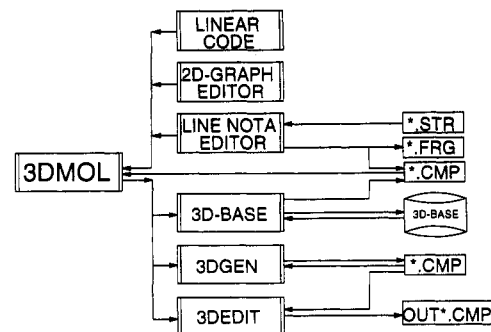 LINEAR
CODE
2D-GRAPH
EDITOR
LINE NOTA
EDITOR
*.STR
*.FRG
*.CMP
3DMOL
3D-BASE
3D-BASE
3DGEN
*.CMP
3DEDIT
OUT*.CMP